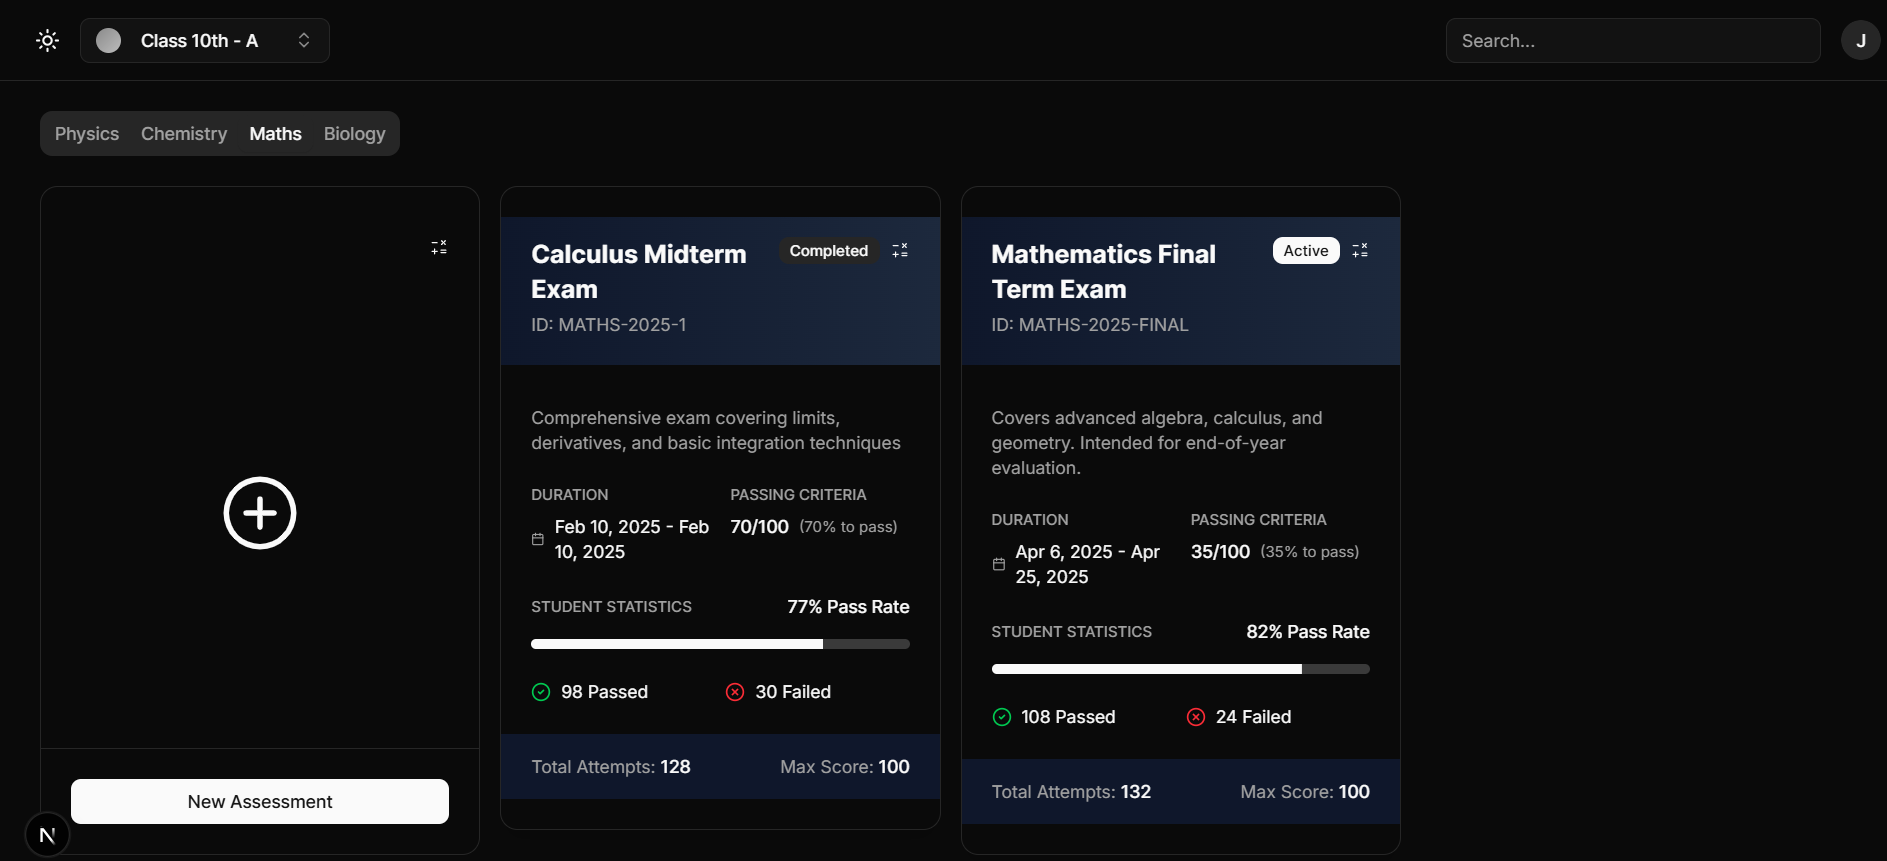 Class 10th - A
Search...
J
Physics Chemistry Maths Biology
New Assessment
N
Calculus Midterm
Exam
Completed
ID: MATHS-2025-1
Comprehensive exam covering limits,
derivatives, and basic integration techniques
DURATION
Feb 10, 2025 - Feb
10, 2025
PASSING CRITERIA
70/100 (70% to pass)
STUDENT STATISTICS 77% Pass Rate
98 Passed 30 Failed
Total Attempts: 128 Max Score: 100
Mathematics Final
Term Exam
Active
ID: MATHS-2025-FINAL
Covers advanced algebra, calculus, and
geometry. Intended for end-of-year
evaluation.
DURATION
Apr 6, 2025 - Apr
25, 2025
PASSING CRITERIA
35/100 (35% to pass)
STUDENT STATISTICS 82% Pass Rate
108 Passed 24 Failed
Total Attempts: 132 Max Score: 100